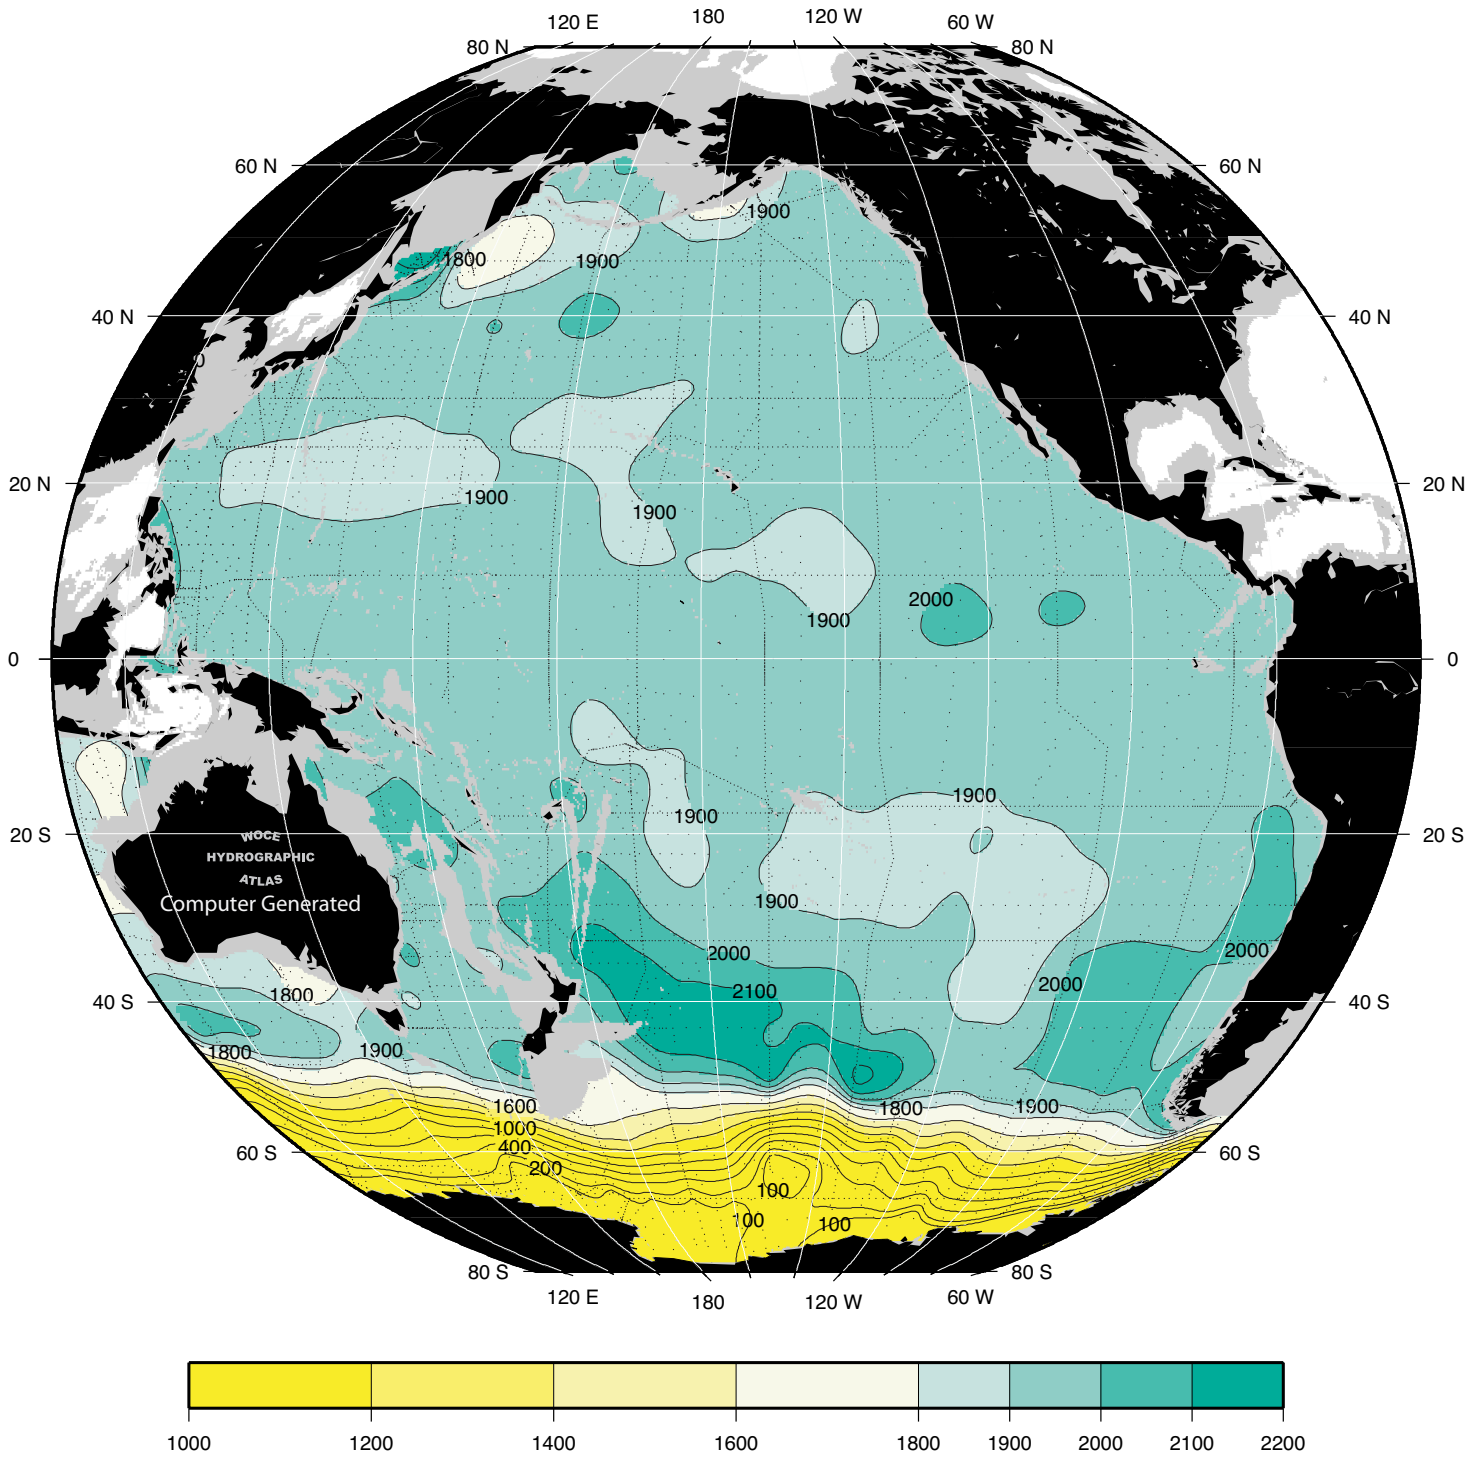 120 E 180 120 W 60 W
80 N 80 N
60 N 60 N
1900
1800 1900
40 N 40 N
0
20 N 20 N
1900
1900
2000
1900
0 0
1900
1900
20 S 20 S
WOCE
HYDROGRAPHIC
ATLAS
Computer Generated
1900
2000 2000
1800 2100 2000
40 S 40 S
1800 1900
1600 1800 1900
1000
400
60 S 60 S
200
100
100 100
80 S 80 S
120 E 180 120 W 60 W
1000 1200 1400 1600 1800 1900 2000 2100 2200